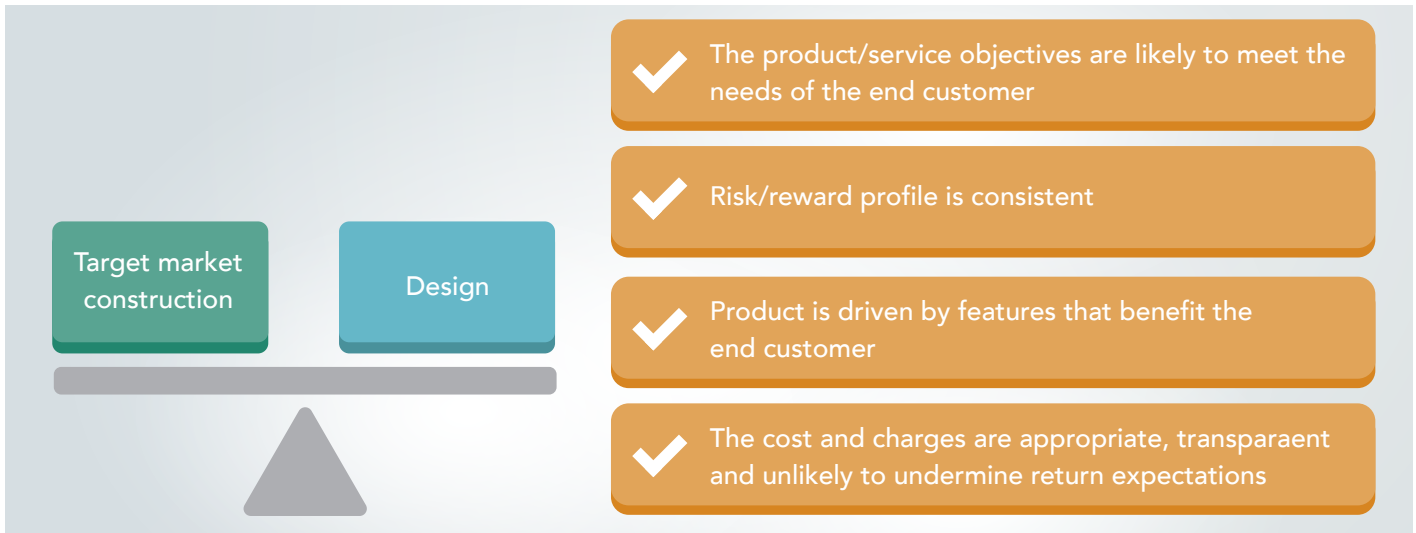 Target market
construction
Design
The product/service objectives are likely to meet the
needs of the end customer
Risk/reward profile is consistent
Product is driven by features that benefit the
end customer
The cost and charges are appropriate, transparaent
and unlikely to undermine return expectations